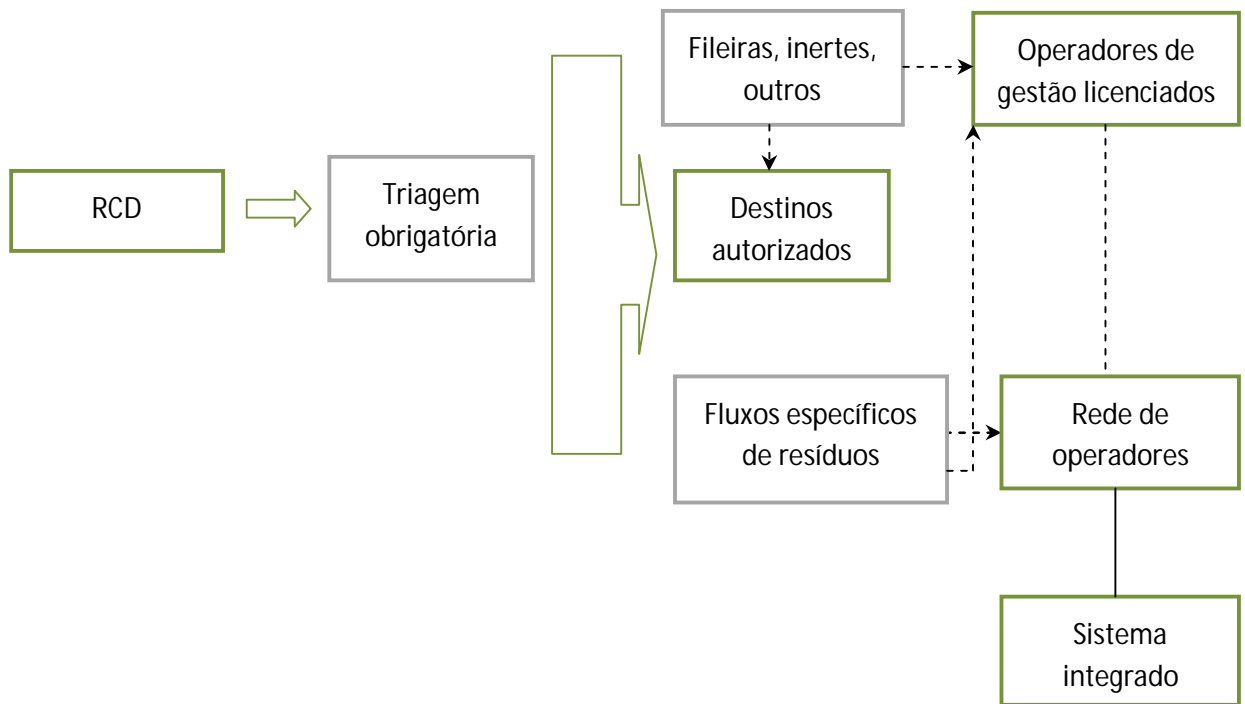 RCD
Triagem
obrigatória
Fileiras, inertes,
outros
Operadores de
gestão licenciados
Destinos
autorizados
Fluxos específicos
de resíduos
Rede de
operadores
Sistema
integrado